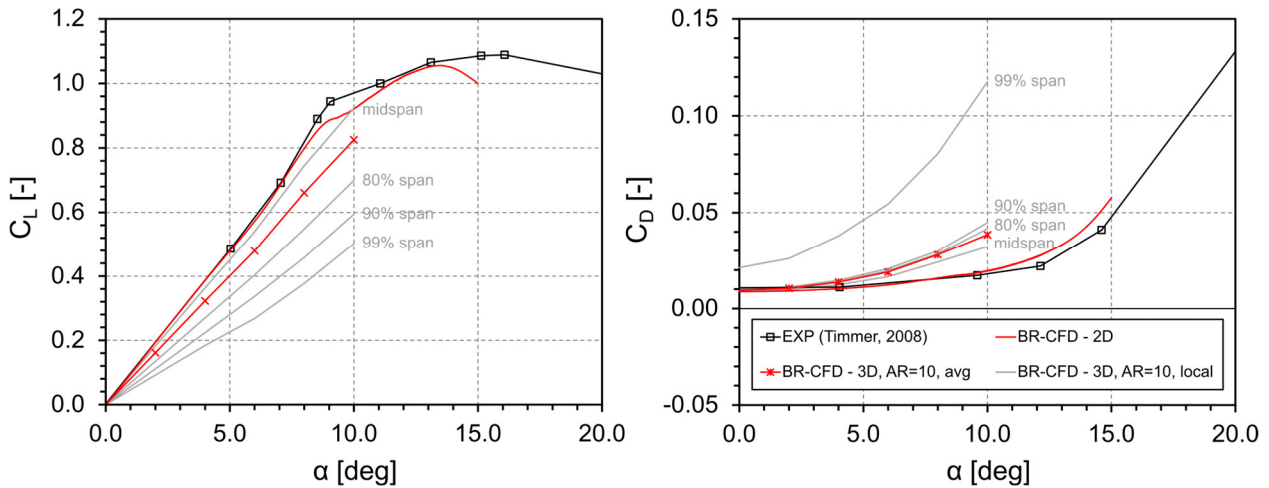 1.2
1.0
0.8
0.6
0.4
0.2
0.0
C_L [-]
midspan
80% span
90% span
99% span
0.0
5.0
10.0
15.0
20.0
α [deg]
0.15
0.10
0.05
0.00
-0.05
C_D [-]
99% span
90% span
80% span
midspan
EXP (Timmer, 2008)
BR-CFD - 2D
BR-CFD - 3D, AR=10, avg
BR-CFD - 3D, AR=10, local
0.0
5.0
10.0
15.0
20.0
α [deg]